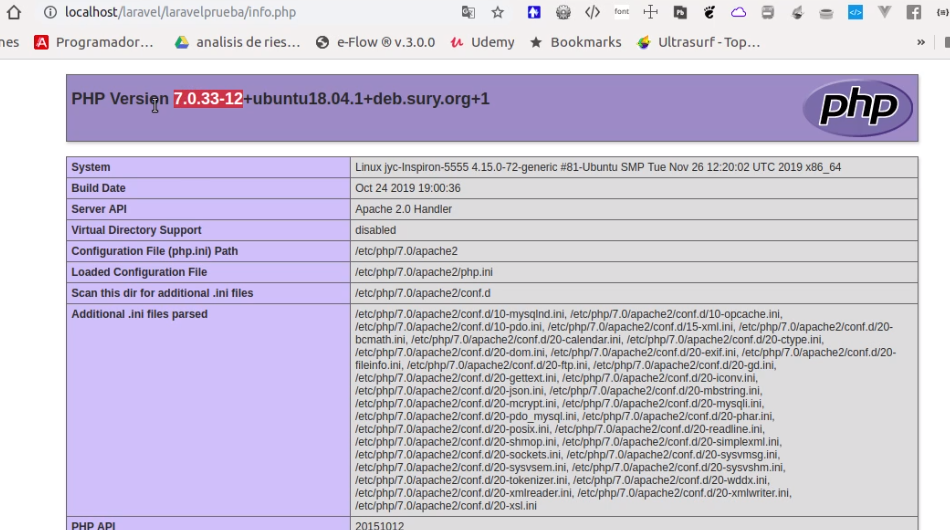 localhost/laravel/laravelprueba/info.php
font
nes Programador… analisis de ries… e-Flow ® v.3.0.0 Udemy Bookmarks Ultrasurf - Top… »
PHP Version 7.0.33-12+ubuntu18.04.1+deb.sury.org+1
php
System Linux jyc-Inspiron-5555 4.15.0-72-generic #81-Ubuntu SMP Tue Nov 26 12:20:02 UTC 2019 x86_64
Build Date Oct 24 2019 19:00:36
Server API Apache 2.0 Handler
Virtual Directory Support disabled
Configuration File (php.ini) Path /etc/php/7.0/apache2
Loaded Configuration File /etc/php/7.0/apache2/php.ini
Scan this dir for additional .ini files /etc/php/7.0/apache2/conf.d
Additional .ini files parsed /etc/php/7.0/apache2/conf.d/10-mysqlnd.ini, /etc/php/7.0/apache2/conf.d/10-opcache.ini,
/etc/php/7.0/apache2/conf.d/10-pdo.ini, /etc/php/7.0/apache2/conf.d/15-xml.ini, /etc/php/7.0/apache2/conf.d/20-
bcmath.ini, /etc/php/7.0/apache2/conf.d/20-calendar.ini, /etc/php/7.0/apache2/conf.d/20-ctype.ini,
/etc/php/7.0/apache2/conf.d/20-dom.ini, /etc/php/7.0/apache2/conf.d/20-exif.ini, /etc/php/7.0/apache2/conf.d/20-
fileinfo.ini, /etc/php/7.0/apache2/conf.d/20-ftp.ini, /etc/php/7.0/apache2/conf.d/20-gd.ini,
/etc/php/7.0/apache2/conf.d/20-gettext.ini, /etc/php/7.0/apache2/conf.d/20-iconv.ini,
/etc/php/7.0/apache2/conf.d/20-json.ini, /etc/php/7.0/apache2/conf.d/20-mbstring.ini,
/etc/php/7.0/apache2/conf.d/20-mcrypt.ini, /etc/php/7.0/apache2/conf.d/20-mysqli.ini,
/etc/php/7.0/apache2/conf.d/20-pdo_mysql.ini, /etc/php/7.0/apache2/conf.d/20-phar.ini,
/etc/php/7.0/apache2/conf.d/20-posix.ini, /etc/php/7.0/apache2/conf.d/20-readline.ini,
/etc/php/7.0/apache2/conf.d/20-shmop.ini, /etc/php/7.0/apache2/conf.d/20-simplexml.ini,
/etc/php/7.0/apache2/conf.d/20-sockets.ini, /etc/php/7.0/apache2/conf.d/20-sysvmsg.ini,
/etc/php/7.0/apache2/conf.d/20-sysvsem.ini, /etc/php/7.0/apache2/conf.d/20-sysvshm.ini,
/etc/php/7.0/apache2/conf.d/20-tokenizer.ini, /etc/php/7.0/apache2/conf.d/20-wddx.ini,
/etc/php/7.0/apache2/conf.d/20-xmlreader.ini, /etc/php/7.0/apache2/conf.d/20-xmlwriter.ini,
/etc/php/7.0/apache2/conf.d/20-xsl.ini
PHP API 20151012